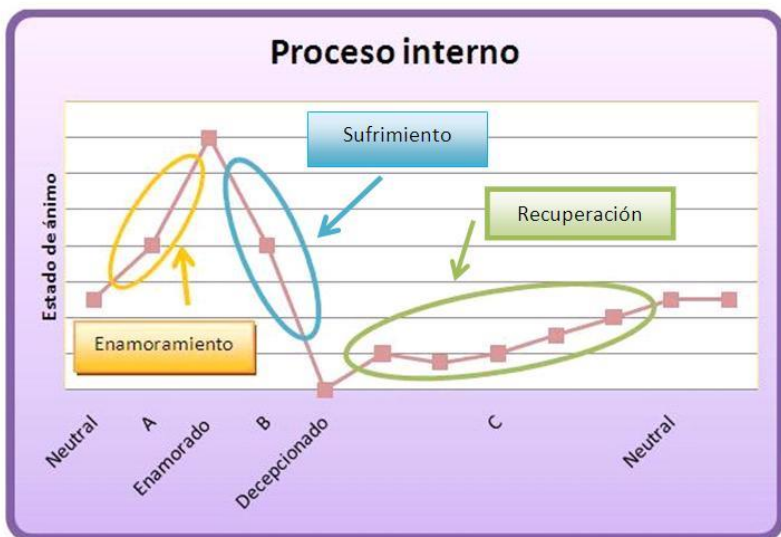 Proceso interno
Sufrimiento
Recuperación
Enamoramiento
Estado de ánimo
Neutral
A
Enamorado
B
Decepcionado
C
Neutral